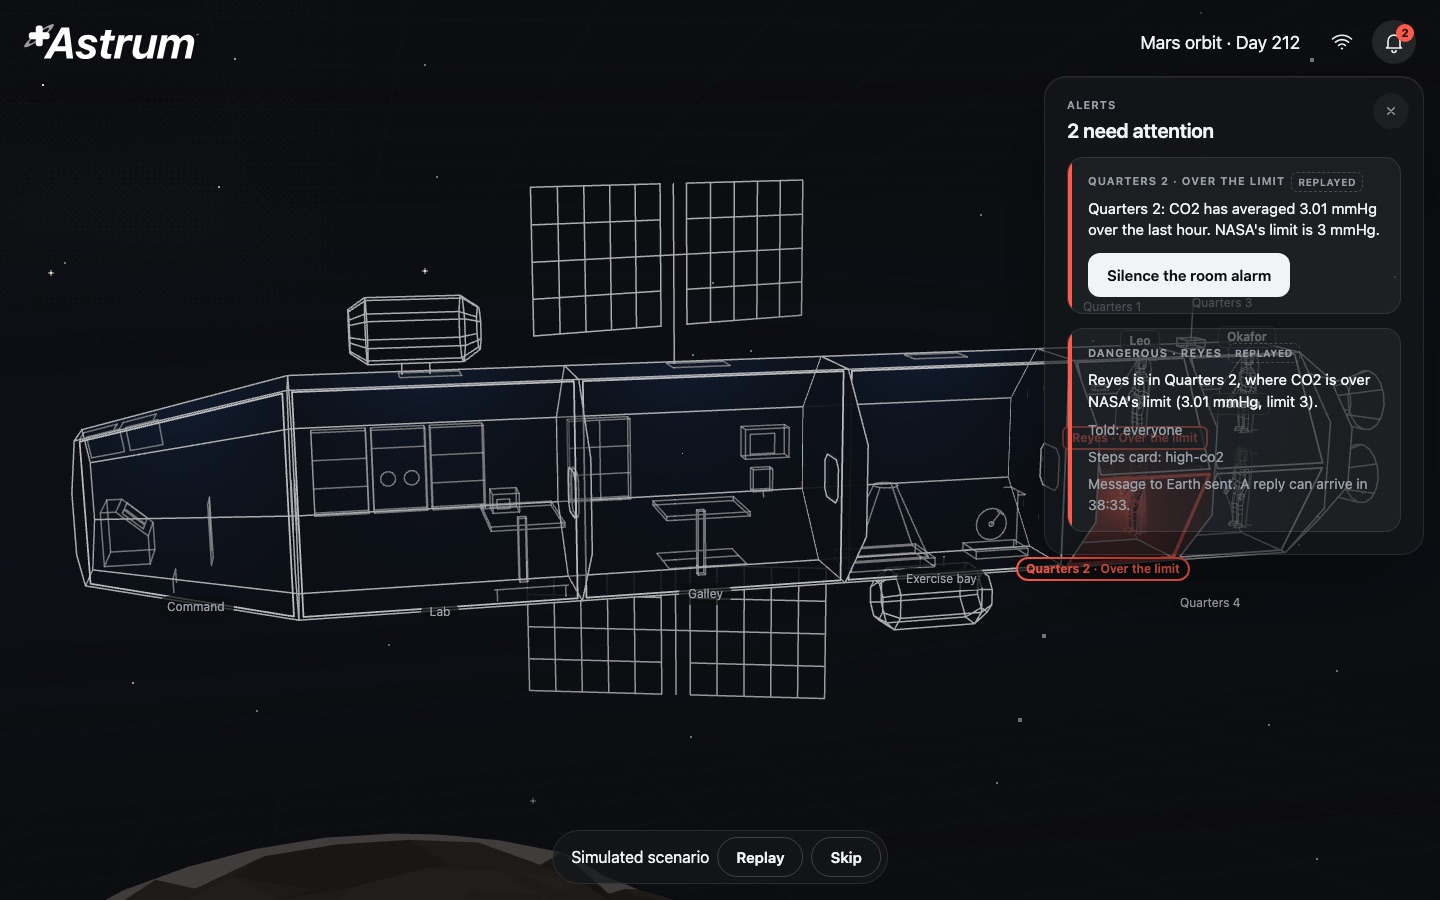 Astrum
Mars orbit · Day 212
2
ALERTS
2 need attention
QUARTERS 2 · OVER THE LIMIT REPLAYED
Quarters 2: CO2 has averaged 3.01 mmHg
over the last hour. NASA's limit is 3 mmHg.
Silence the room alarm
Quarters 1
Quarters 3
Leo
Okafor
DANGEROUS · REYES REPLAYED
Reyes is in Quarters 2, where CO2 is over
NASA's limit (3.01 mmHg, limit 3).
Told: everyone
Reyes · Over the limit
Steps card: high-co2
Message to Earth sent. A reply can arrive in
38:33.
Quarters 2 · Over the limit
Exercise bay
Galley
Quarters 4
Command
Lab
Simulated scenario
Replay
Skip